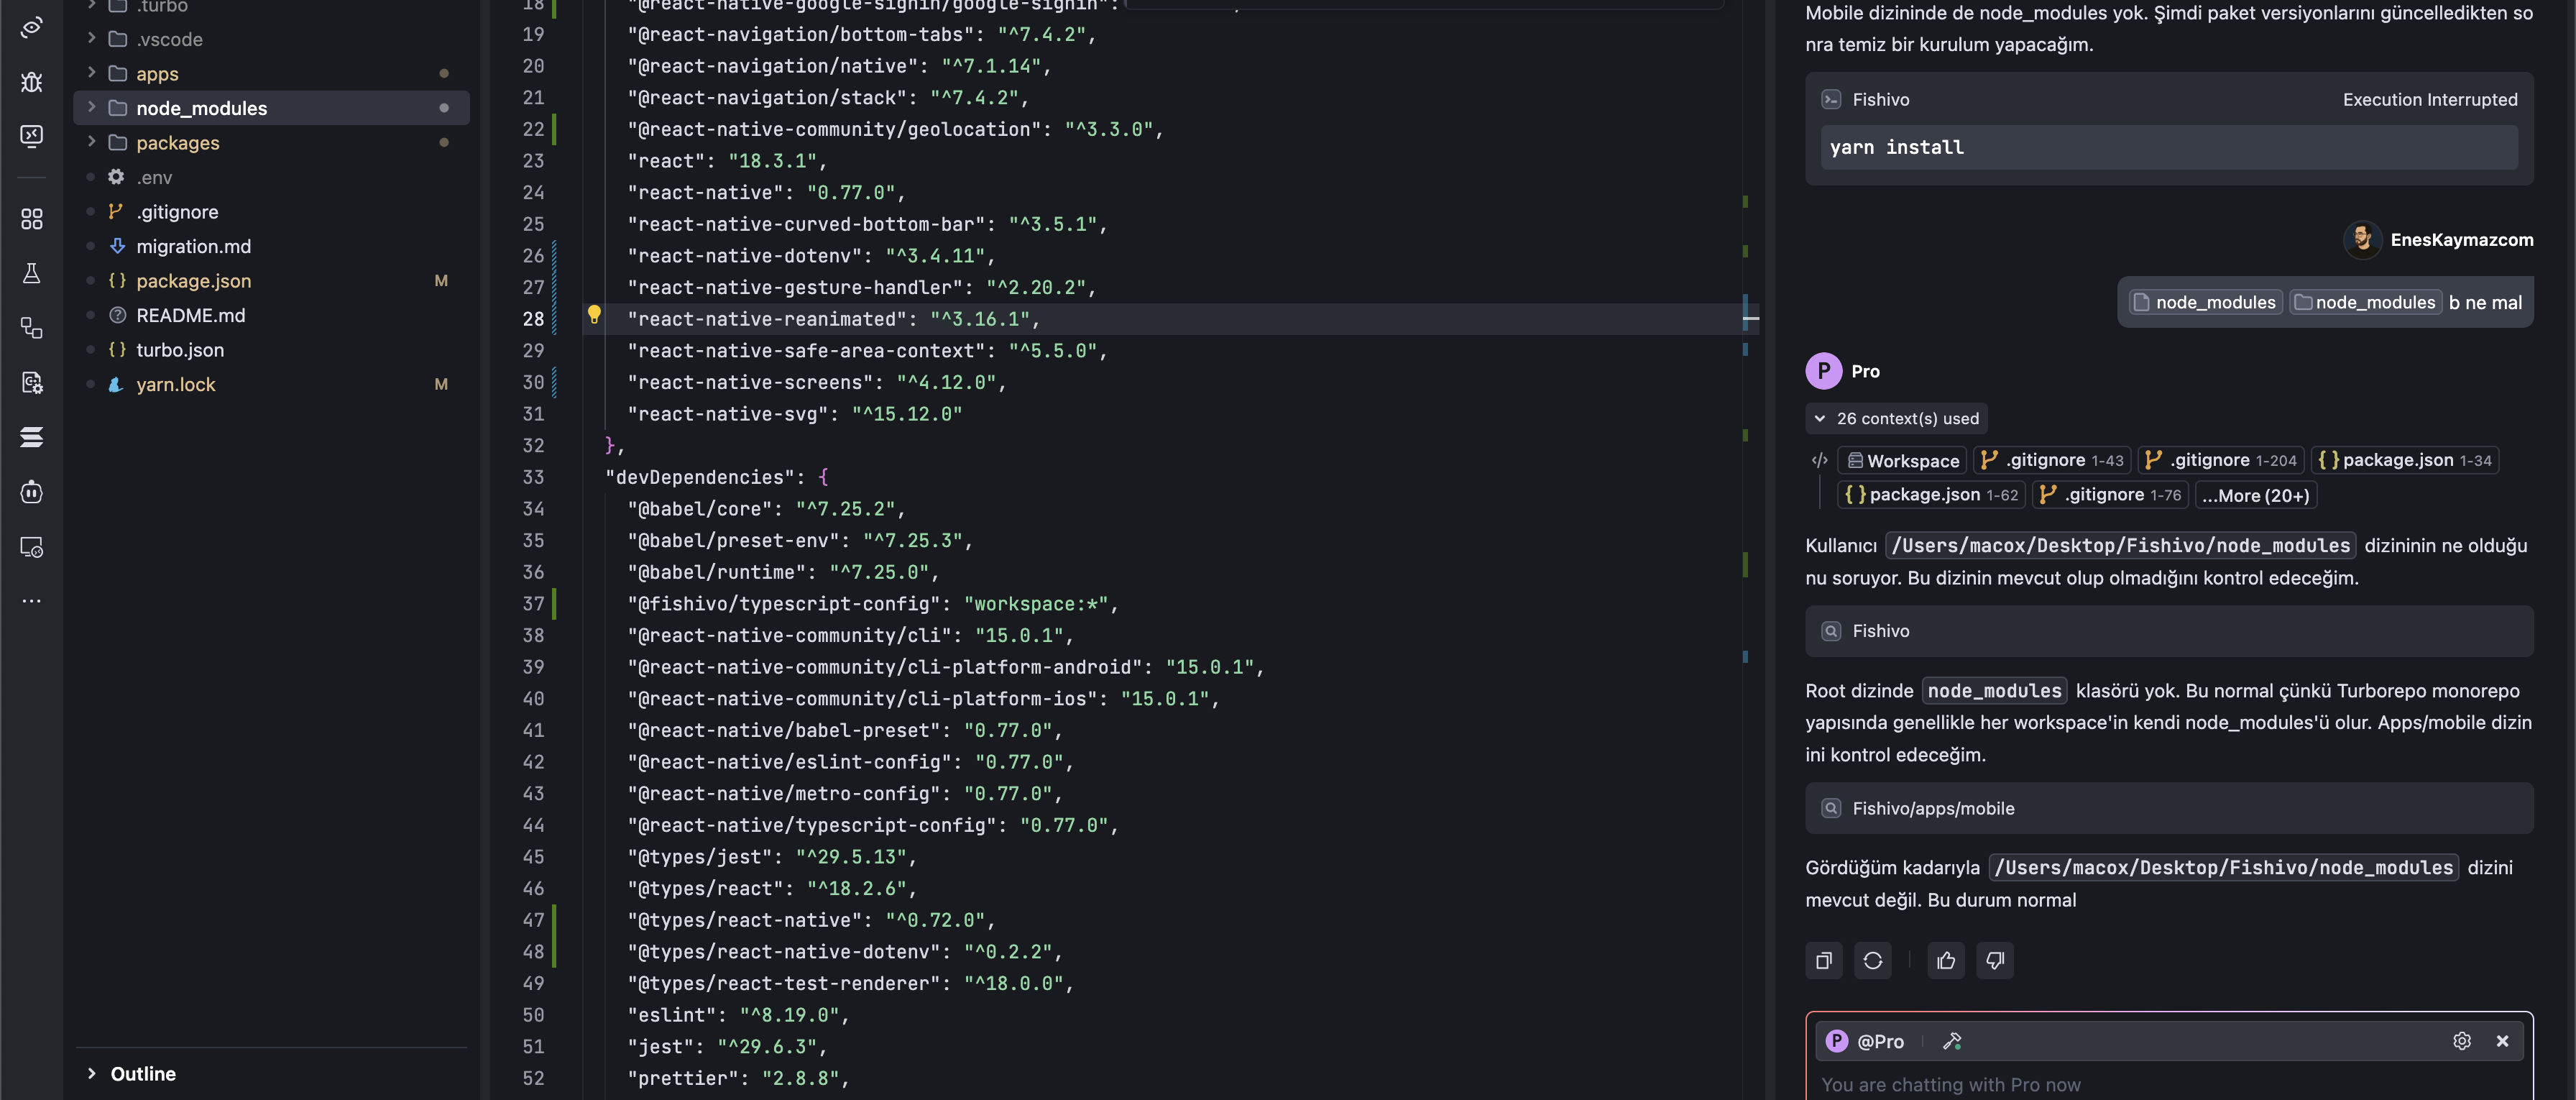 .turbo
.vscode
apps
node_modules
packages
.env
.gitignore
migration.md
package.json M
README.md
turbo.json
yarn.lock M
Outline
18 "@react-native-google-signin/google-signin":
19 "@react-navigation/bottom-tabs": "^7.4.2",
20 "@react-navigation/native": "^7.1.14",
21 "@react-navigation/stack": "^7.4.2",
22 "@react-native-community/geolocation": "^3.3.0",
23 "react": "18.3.1",
24 "react-native": "0.77.0",
25 "react-native-curved-bottom-bar": "^3.5.1",
26 "react-native-dotenv": "^3.4.11",
27 "react-native-gesture-handler": "^2.20.2",
28 "react-native-reanimated": "^3.16.1",
29 "react-native-safe-area-context": "^5.5.0",
30 "react-native-screens": "^4.12.0",
31 "react-native-svg": "^15.12.0"
32 },
33 "devDependencies": {
34 "@babel/core": "^7.25.2",
35 "@babel/preset-env": "^7.25.3",
36 "@babel/runtime": "^7.25.0",
37 "@fishivo/typescript-config": "workspace:*",
38 "@react-native-community/cli": "15.0.1",
39 "@react-native-community/cli-platform-android": "15.0.1",
40 "@react-native-community/cli-platform-ios": "15.0.1",
41 "@react-native/babel-preset": "0.77.0",
42 "@react-native/eslint-config": "0.77.0",
43 "@react-native/metro-config": "0.77.0",
44 "@react-native/typescript-config": "0.77.0",
45 "@types/jest": "^29.5.13",
46 "@types/react": "^18.2.6",
47 "@types/react-native": "^0.72.0",
48 "@types/react-native-dotenv": "^0.2.2",
49 "@types/react-test-renderer": "^18.0.0",
50 "eslint": "^8.19.0",
51 "jest": "^29.6.3",
52 "prettier": "2.8.8",
Mobile dizininde de node_modules yok. Şimdi paket versiyonlarını güncelledikten so
nra temiz bir kurulum yapacağım.
Fishivo Execution Interrupted
yarn install
EnesKaymazcom
node_modules node_modules b ne mal
P Pro
26 context(s) used
</> Workspace .gitignore 1-43 .gitignore 1-204 {} package.json 1-34
{} package.json 1-62 .gitignore 1-76 ...More (20+)
Kullanıcı /Users/macox/Desktop/Fishivo/node_modules dizininin ne olduğu
nu soruyor. Bu dizinin mevcut olup olmadığını kontrol edeceğim.
Fishivo
Root dizinde node_modules klasörü yok. Bu normal çünkü Turborepo monorepo
yapısında genellikle her workspace'in kendi node_modules'ü olur. Apps/mobile dizin
ini kontrol edeceğim.
Fishivo/apps/mobile
Gördüğüm kadarıyla /Users/macox/Desktop/Fishivo/node_modules dizini
mevcut değil. Bu durum normal
P @Pro
You are chatting with Pro now